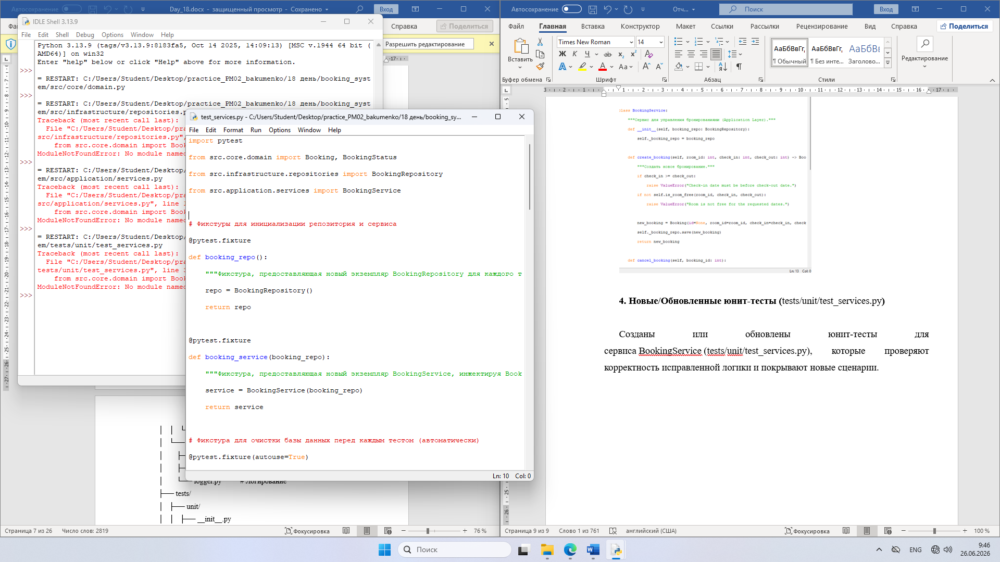 Автосохранение
Day_18.docx - защищенный просмотр - Сохранено
Вход
Справка
Поделиться
Разрешить редактирование
IDLE Shell 3.13.9
File Edit Shell Debug Options Window Help
Python 3.13.9 (tags/v3.13.9:8183fa5, Oct 14 2025, 14:09:13) [MSC v.1944 64 bit (
AMD64)] on win32
Enter "help" below or click "Help" above for more information.
>>>
= RESTART: C:/Users/Student/Desktop/practice_PM02_bakumenko/18 день/booking_syst
em/src/core/domain.py
>>>
= RESTART: C:/Users/Student/Desktop/practice_PM02_bakumenko/18 день/booking_syst
em/src/infrastructure/repositories.p
Traceback (most recent call last):
File "C:/Users/Student/Desktop/pra
src/infrastructure/repositories.py",
from src.core.domain import Book
ModuleNotFoundError: No module named
>>>
= RESTART: C:/Users/Student/Desktop/
em/src/application/services.py
Traceback (most recent call last):
File "C:/Users/Student/Desktop/pra
src/application/services.py", line 1
from src.core.domain import Book
ModuleNotFoundError: No module named
>>>
= RESTART: C:/Users/Student/Desktop/
em/tests/unit/test_services.py
Traceback (most recent call last):
File "C:/Users/Student/Desktop/pra
tests/unit/test_services.py", line 3
from src.core.domain import Book
ModuleNotFoundError: No module named
>>>
test_services.py - C:/Users/Student/Desktop/practice_PM02_bakumenko/18 день/booking_sy...
File Edit Format Run Options Window Help
import pytest
from src.core.domain import Booking, BookingStatus
from src.infrastructure.repositories import BookingRepository
from src.application.services import BookingService
# Фикстуры для инициализации репозитория и сервиса
@pytest.fixture
def booking_repo():
"""Фикстура, предоставляющая новый экземпляр BookingRepository для каждого т
repo = BookingRepository()
return repo
@pytest.fixture
def booking_service(booking_repo):
"""Фикстура, предоставляющая новый экземпляр BookingService, инжектируя Book
service = BookingService(booking_repo)
return service
# Фикстура для очистки базы данных перед каждым тестом (автоматически)
@pytest.fixture(autouse=True)
Ln: 10 Col: 0
logger.py # Логирование
├── tests/
│ ├── unit/
│ │ ├── __init__.py
Страница 7 из 26 Число слов: 2819 Фокусировка 76 %
Автосохранение Отч... Поиск Вход
Файл Главная Вставка Конструктор Макет Ссылки Рассылки Рецензирование Вид Справка Поделиться
Вставить
Times New Roman 14
АаБбВвГг, АаБбВвГг, АаБбВв
¶ Обычный ¶ Без инте... Заголово...
Редактирование
Буфер обмена Шрифт Абзац Стили
class BookingService:
"""Сервис для управления бронированиями (Application Layer)."""
def __init__(self, booking_repo: BookingRepository):
self._booking_repo = booking_repo
def create_booking(self, room_id: int, check_in: int, check_out: int) -> Boo
"""Создать новое бронирование."""
if check_in >= check_out:
raise ValueError("Check-in date must be before check-out date.")
if not self.is_room_free(room_id, check_in, check_out):
raise ValueError("Room is not free for the requested dates.")
new_booking = Booking(id=None, room_id=room_id, check_in=check_in, check
self._booking_repo.save(new_booking)
return new_booking
def cancel_booking(self, booking_id: int):
Ln: 13 Col: 0
4. Новые/Обновленные юнит-тесты (tests/unit/test_services.py)
Созданы или обновлены юнит-тесты для
сервиса BookingService (tests/unit/test_services.py), которые проверяют
корректность исправленной логики и покрывают новые сценарии.
Страница 9 из 9 Слово 1 из 761 английский (США) Фокусировка 100 %
Поиск
ENG
9:46
26.06.2026